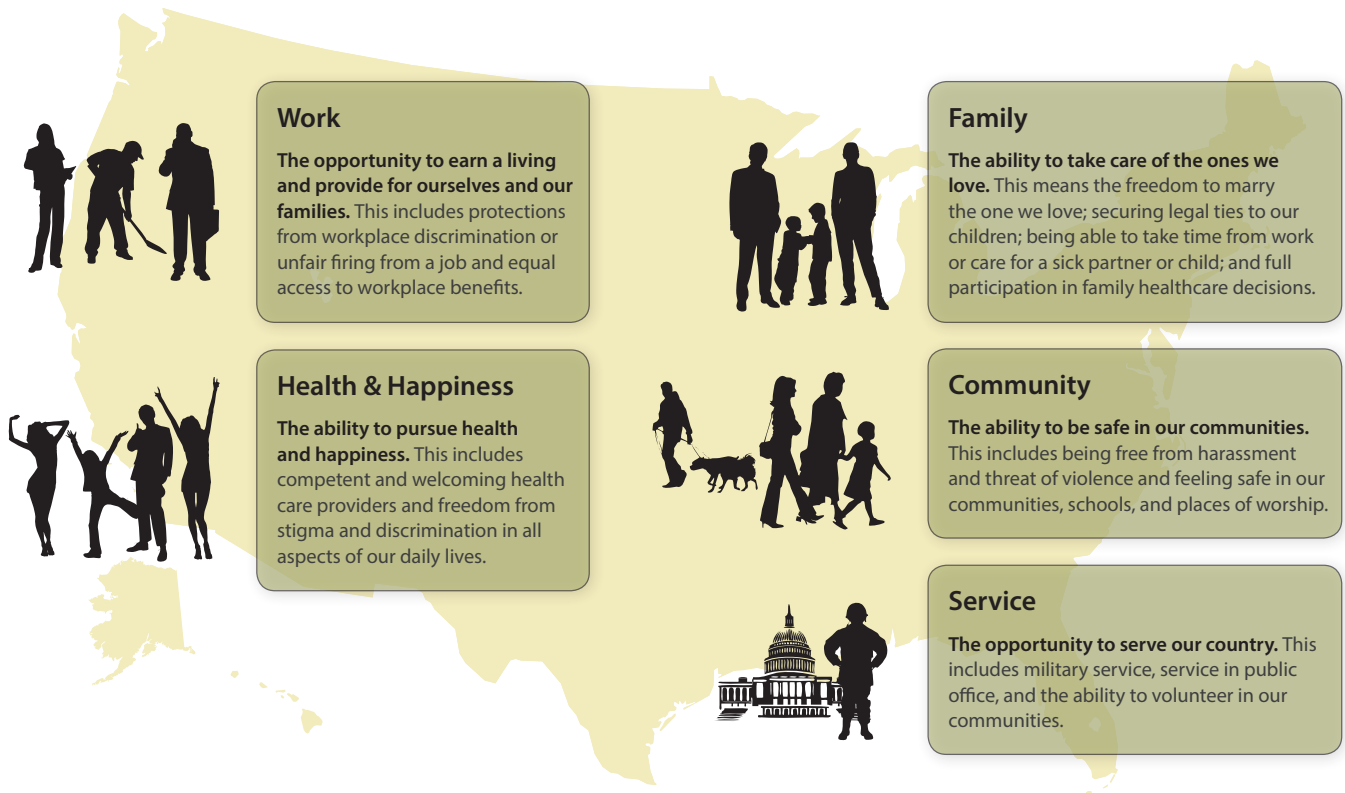 Work
The opportunity to earn a living
and provide for ourselves and our
families. This includes protections
from workplace discrimination or
unfair firing from a job and equal
access to workplace benefits.
Health & Happiness
The ability to pursue health
and happiness. This includes
competent and welcoming health
care providers and freedom from
stigma and discrimination in all
aspects of our daily lives.
Family
The ability to take care of the ones we
love. This means the freedom to marry
the one we love; securing legal ties to our
children; being able to take time from work
or care for a sick partner or child; and full
participation in family healthcare decisions.
Community
The ability to be safe in our communities.
This includes being free from harassment
and threat of violence and feeling safe in our
communities, schools, and places of worship.
Service
The opportunity to serve our country. This
includes military service, service in public
office, and the ability to volunteer in our
communities.